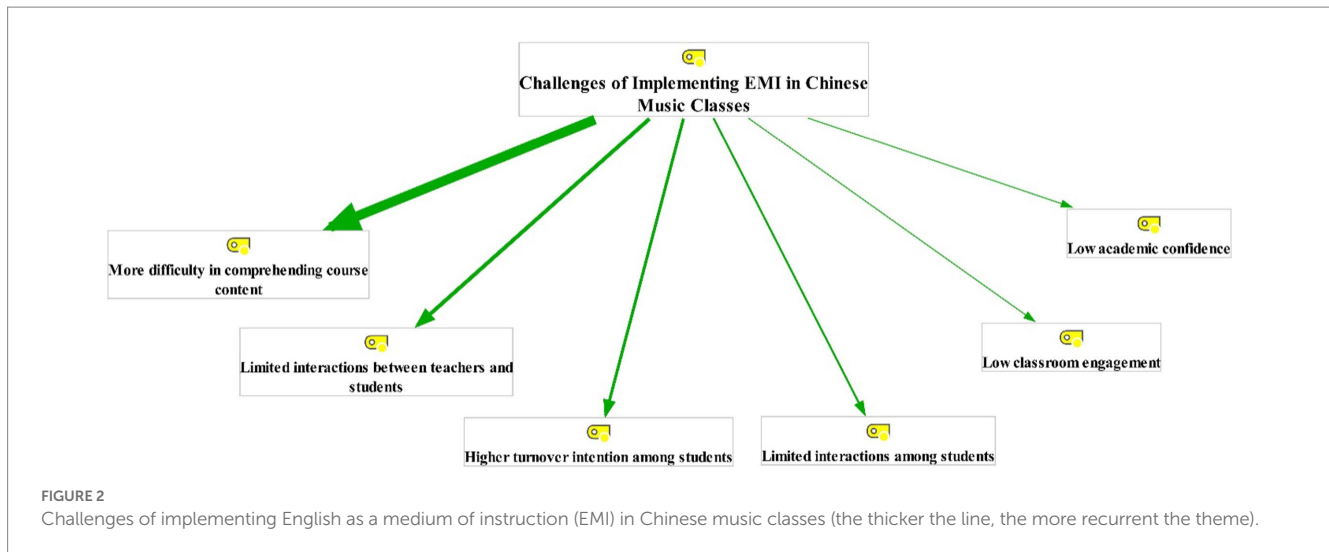 Challenges of Implementing EMI in Chinese
Music Classes
More difficulty in comprehending course
content
Limited interactions between teachers and
students
Higher turnover intention among students
Limited interactions among students
Low classroom engagement
Low academic confidence
FIGURE 2
Challenges of implementing English as a medium of instruction (EMI) in Chinese music classes (the thicker the line, the more recurrent the theme).